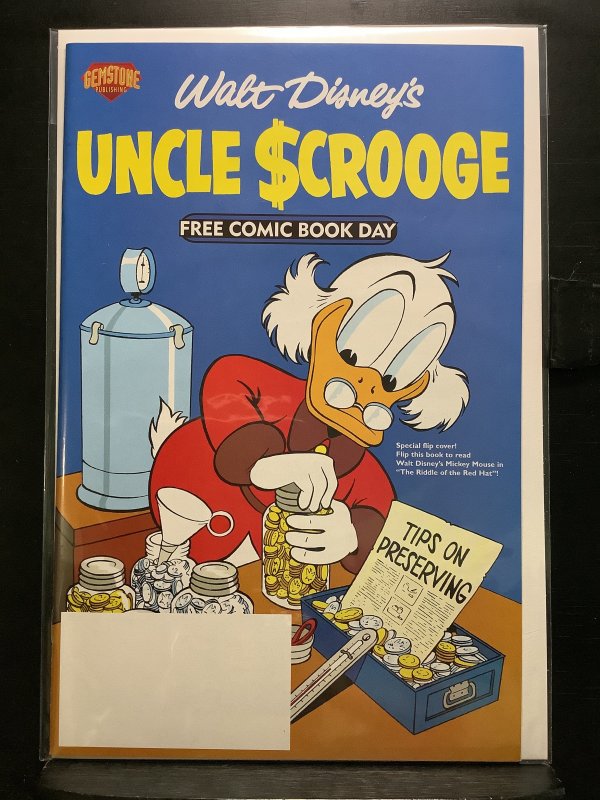 GEMSTONE
PUBLISHING
Walt Disney's
UNCLE $CROOGE
FREE COMIC BOOK DAY
Special flip cover!
Flip this book to read
Walt Disney's Mickey Mouse in
"The Riddle of the Red Hat"!
TIPS ON
PRESERVING